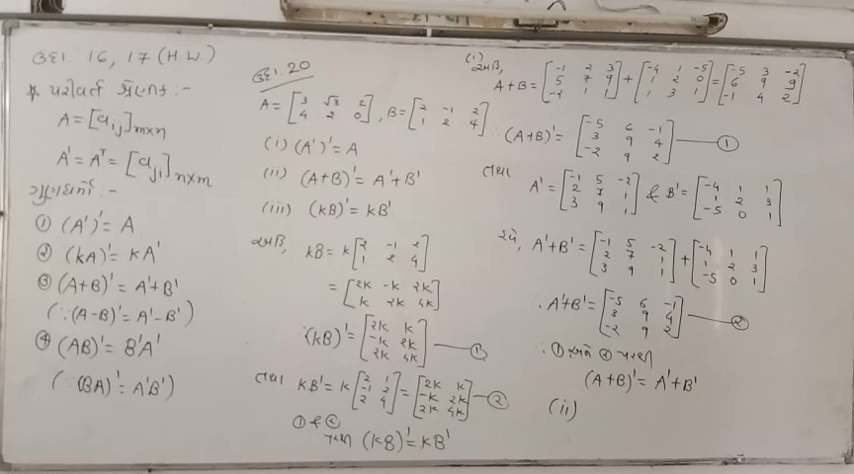 ઉદા. 16, 17 (H.W.)
* પરિવર્ત શ્રેણિક :-
A = [a_ij]_m×n
A' = A^T = [a_ji]_n×m
ગુણધર્મો :-
① (A')' = A
② (kA)' = kA'
③ (A+B)' = A'+B'
(∵ (A-B)' = A'-B')
④ (AB)' = B'A'
(∵ (BA)' = A'B')
ઉદા. 20
A = [3 √3 2; 4 2 0], B = [2 -1 2; 1 2 4]
(i) (A')' = A
(ii) (A+B)' = A'+B'
(iii) (kB)' = kB'
અહિં, kB = k[2 -1 2; 1 2 4]
= [2k -k 2k; k 2k 4k]
∴ (kB)' = [2k k; -k 2k; 2k 4k] — ①
તથા kB' = k[2 1; -1 2; 2 4] = [2k k; -k 2k; 2k 4k] — ②
① & ②
પરથી (kB)' = kB'
(i)
અહિં,
A+B = [-1 2 3; 5 7 9; -2 1 1] + [-4 1 -5; 1 2 0; 1 3 1] = [-5 3 -2; 6 9 9; -1 4 2]
∴ (A+B)' = [-5 6 -1; 3 9 4; -2 9 2] — ①
તથા
A' = [-1 5 -2; 2 7 1; 3 9 1] & B' = [-4 1 1; 1 2 3; -5 0 1]
હવે, A'+B' = [-1 5 -2; 2 7 1; 3 9 1] + [-4 1 1; 1 2 3; -5 0 1]
∴ A'+B' = [-5 6 -1; 3 9 4; -2 9 2] — ②
∴ ① અને ② પરથી
(A+B)' = A'+B'
(ii)